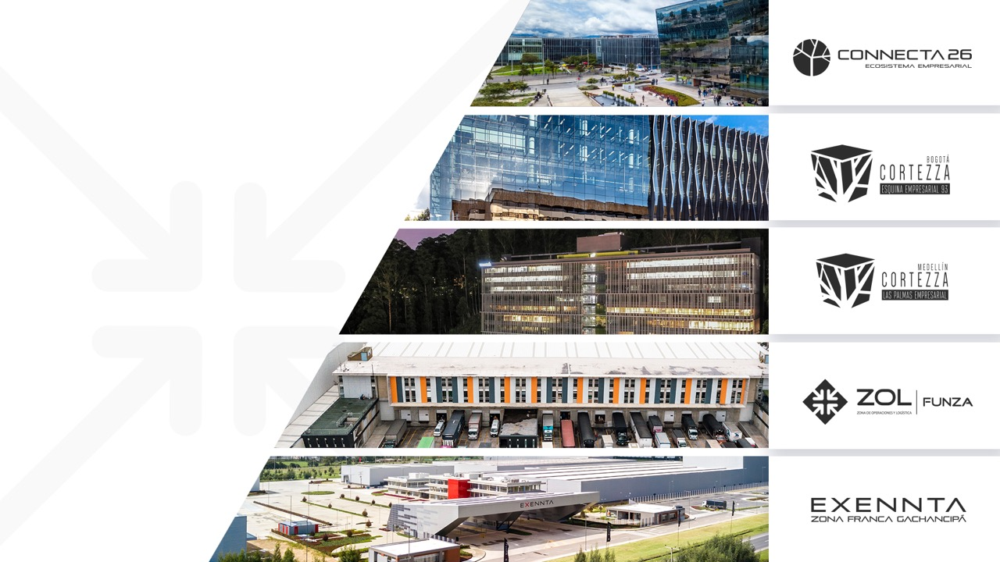 CONNECTA 26
ECOSISTEMA EMPRESARIAL
BOGOTÁ
CORTEZZA
ESQUINA EMPRESARIAL 93
MEDELLÍN
CORTEZZA
LAS PALMAS EMPRESARIAL
ZOL FUNZA
ZONA DE OPERACIONES Y LOGÍSTICA
EXENNTA
EXENNTA
ZONA FRANCA GACHANCIPÁ